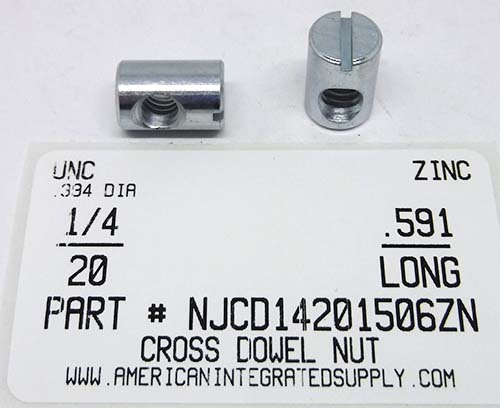 UNC ZINC
.394 DIA
1/4 .591
20 LONG
PART # NJCD14201506ZN
CROSS DOWEL NUT
WWW.AMERICANINTEGRATEDSUPPLY.COM